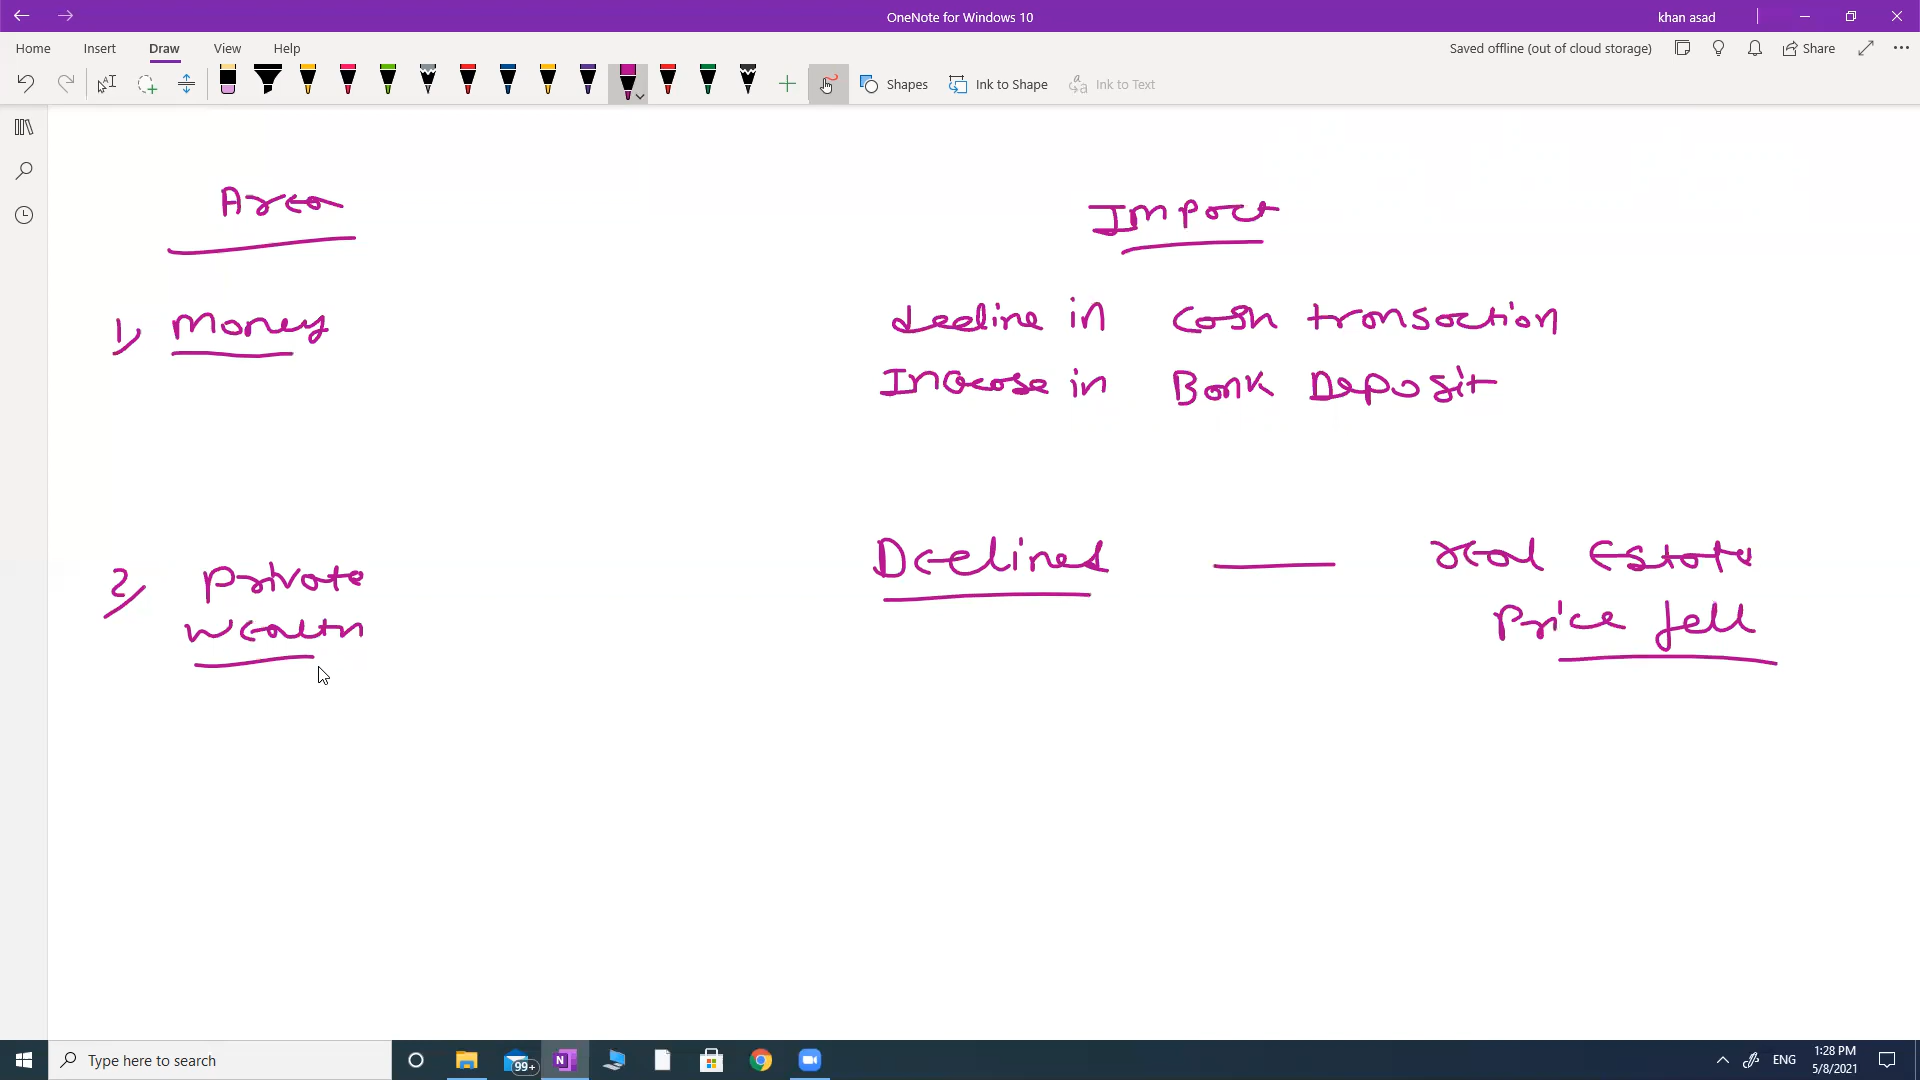 OneNote for Windows 10
khan asad
Home Insert Draw View Help
Saved offline (out of cloud storage) Share
Shapes Ink to Shape Ink to Text
Area Impact
1) Money decline in Cash transaction
Increase in Bank Deposit
2) Private Wealth Declined — real Estate
Price fell
Type here to search
99+
ENG
1:28 PM
5/8/2021